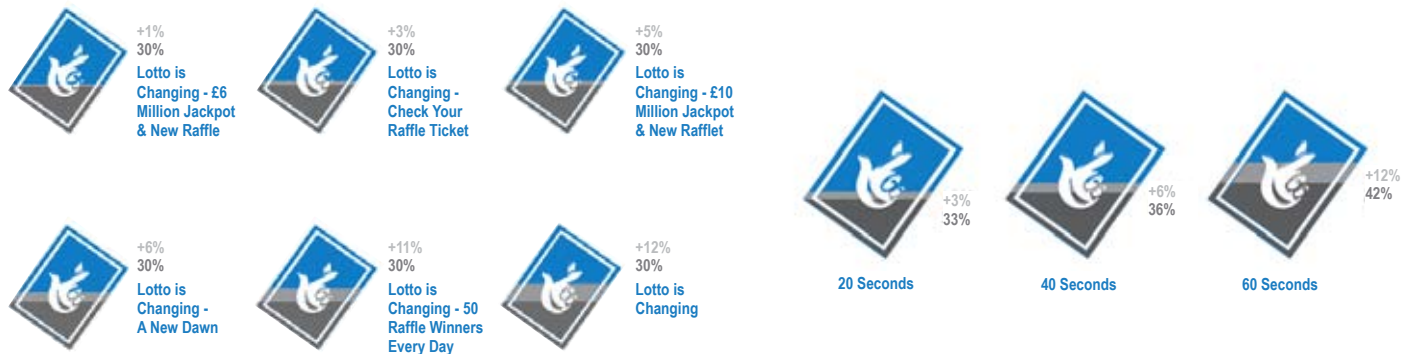 +1%
30%
Lotto is
Changing - £6
Million Jackpot
& New Raffle
+3%
30%
Lotto is
Changing -
Check Your
Raffle Ticket
+5%
30%
Lotto is
Changing - £10
Million Jackpot
& New Rafflet
+6%
30%
Lotto is
Changing -
A New Dawn
+11%
30%
Lotto is
Changing - 50
Raffle Winners
Every Day
+12%
30%
Lotto is
Changing
+3%
33%
20 Seconds
+6%
36%
40 Seconds
+12%
42%
60 Seconds